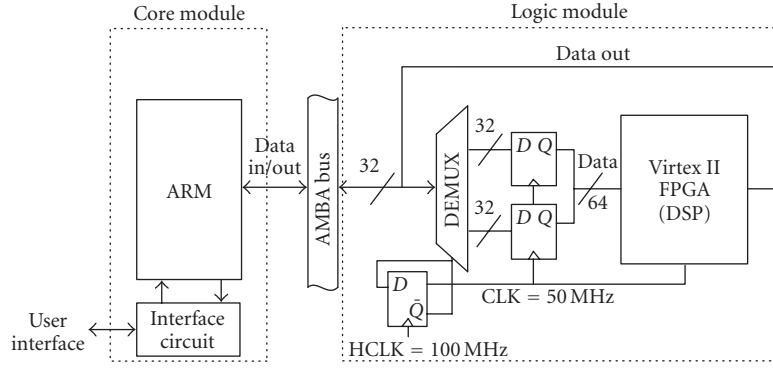 Core module
Logic module
Data out
ARM
Data
in/out
AMBA bus
32
DEMUX
32
32
D Q
D Q
Data
64
Virtex II
FPGA
(DSP)
D
Q̄
CLK = 50 MHz
HCLK = 100 MHz
User
interface
Interface
circuit